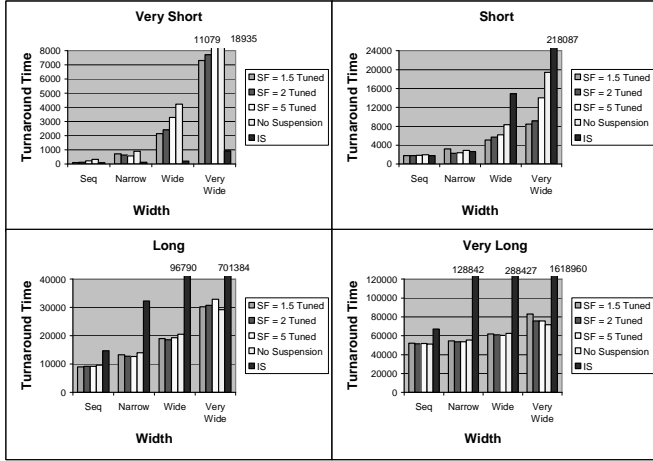 Very Short
11079 18935
Turnaround Time
8000
7000
6000
5000
4000
3000
2000
1000
0
Seq Narrow Wide Very Wide
Width
SF = 1.5 Tuned
SF = 2 Tuned
SF = 5 Tuned
No Suspension
IS
Short
218087
Turnaround Time
24000
20000
16000
12000
8000
4000
0
Seq Narrow Wide Very Wide
Width
SF = 1.5 Tuned
SF = 2 Tuned
SF = 5 Tuned
No Suspension
IS
Long
96790 701384
Turnaround Time
40000
30000
20000
10000
0
Seq Narrow Wide Very Wide
Width
SF = 1.5 Tuned
SF = 2 Tuned
SF = 5 Tuned
No Suspension
IS
Very Long
128842 288427 1618960
Turnaround Time
120000
100000
80000
60000
40000
20000
0
Seq Narrow Wide Very Wide
Width
SF = 1.5 Tuned
SF = 2 Tuned
SF = 5 Tuned
No Suspension
IS